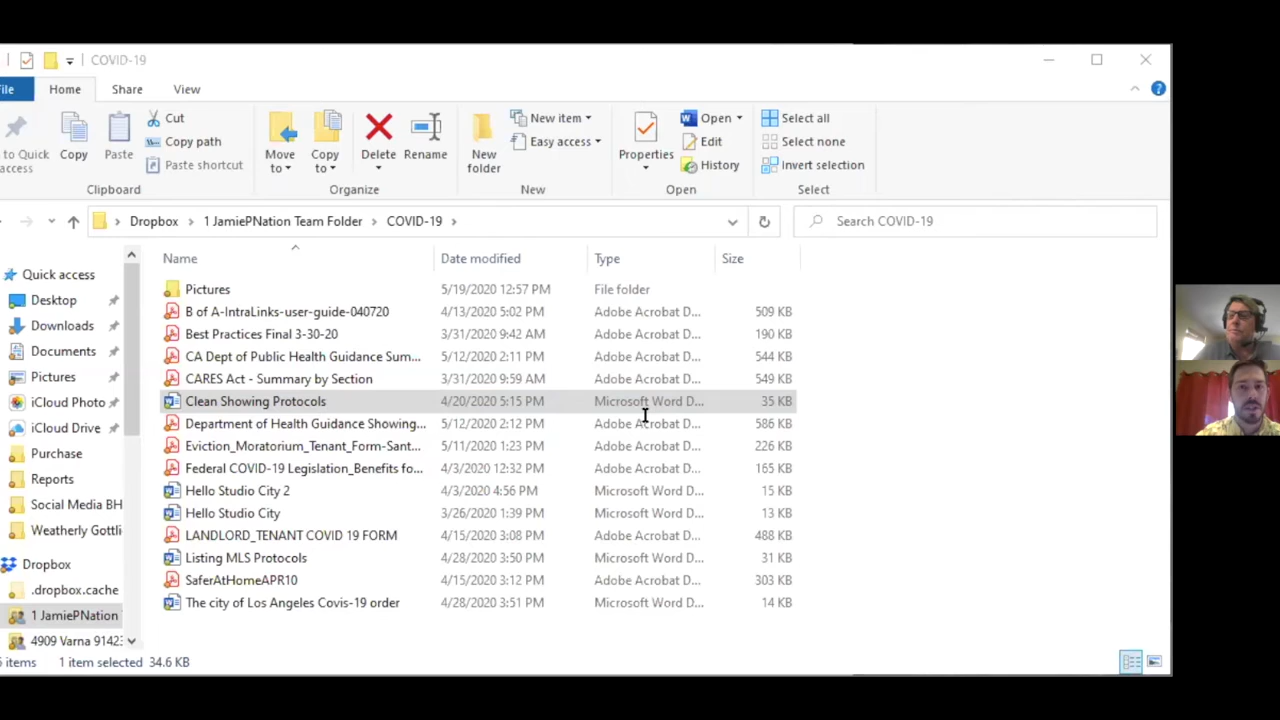 COVID-19
File Home Share View
to Quick access
Copy
Paste
Cut
Copy path
Paste shortcut
Clipboard
Move to
Copy to
Delete
Rename
Organize
New folder
New item
Easy access
New
Properties
Open
Edit
History
Open
Select all
Select none
Invert selection
Select
Dropbox > 1 JamiePNation Team Folder > COVID-19 >
Search COVID-19
Quick access
Desktop
Downloads
Documents
Pictures
iCloud Photo
iCloud Drive
Purchase
Reports
Social Media BH
Weatherly Gottli
Dropbox
.dropbox.cache
1 JamiePNation
4909 Varna 91423
Name Date modified Type Size
Pictures 5/19/2020 12:57 PM File folder
B of A-IntraLinks-user-guide-040720 4/13/2020 5:02 PM Adobe Acrobat D... 509 KB
Best Practices Final 3-30-20 3/31/2020 9:42 AM Adobe Acrobat D... 190 KB
CA Dept of Public Health Guidance Sum... 5/12/2020 2:11 PM Adobe Acrobat D... 544 KB
CARES Act - Summary by Section 3/31/2020 9:59 AM Adobe Acrobat D... 549 KB
Clean Showing Protocols 4/20/2020 5:15 PM Microsoft Word D... 35 KB
Department of Health Guidance Showing... 5/12/2020 2:12 PM Adobe Acrobat D... 586 KB
Eviction_Moratorium_Tenant_Form-Sant... 5/11/2020 1:23 PM Adobe Acrobat D... 226 KB
Federal COVID-19 Legislation_Benefits fo... 4/3/2020 12:32 PM Adobe Acrobat D... 165 KB
Hello Studio City 2 4/3/2020 4:56 PM Microsoft Word D... 15 KB
Hello Studio City 3/26/2020 1:39 PM Microsoft Word D... 13 KB
LANDLORD_TENANT COVID 19 FORM 4/15/2020 3:08 PM Adobe Acrobat D... 488 KB
Listing MLS Protocols 4/28/2020 3:50 PM Microsoft Word D... 31 KB
SaferAtHomeAPR10 4/15/2020 3:12 PM Adobe Acrobat D... 303 KB
The city of Los Angeles Covis-19 order 4/28/2020 3:51 PM Microsoft Word D... 14 KB
items 1 item selected 34.6 KB